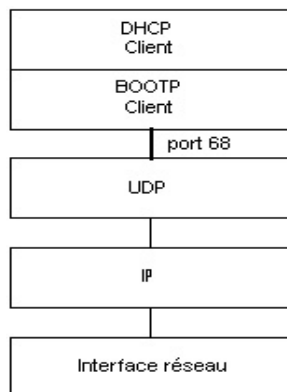 DHCP
Client
BOOTP
Client
port 68
UDP
IP
Interface réseau